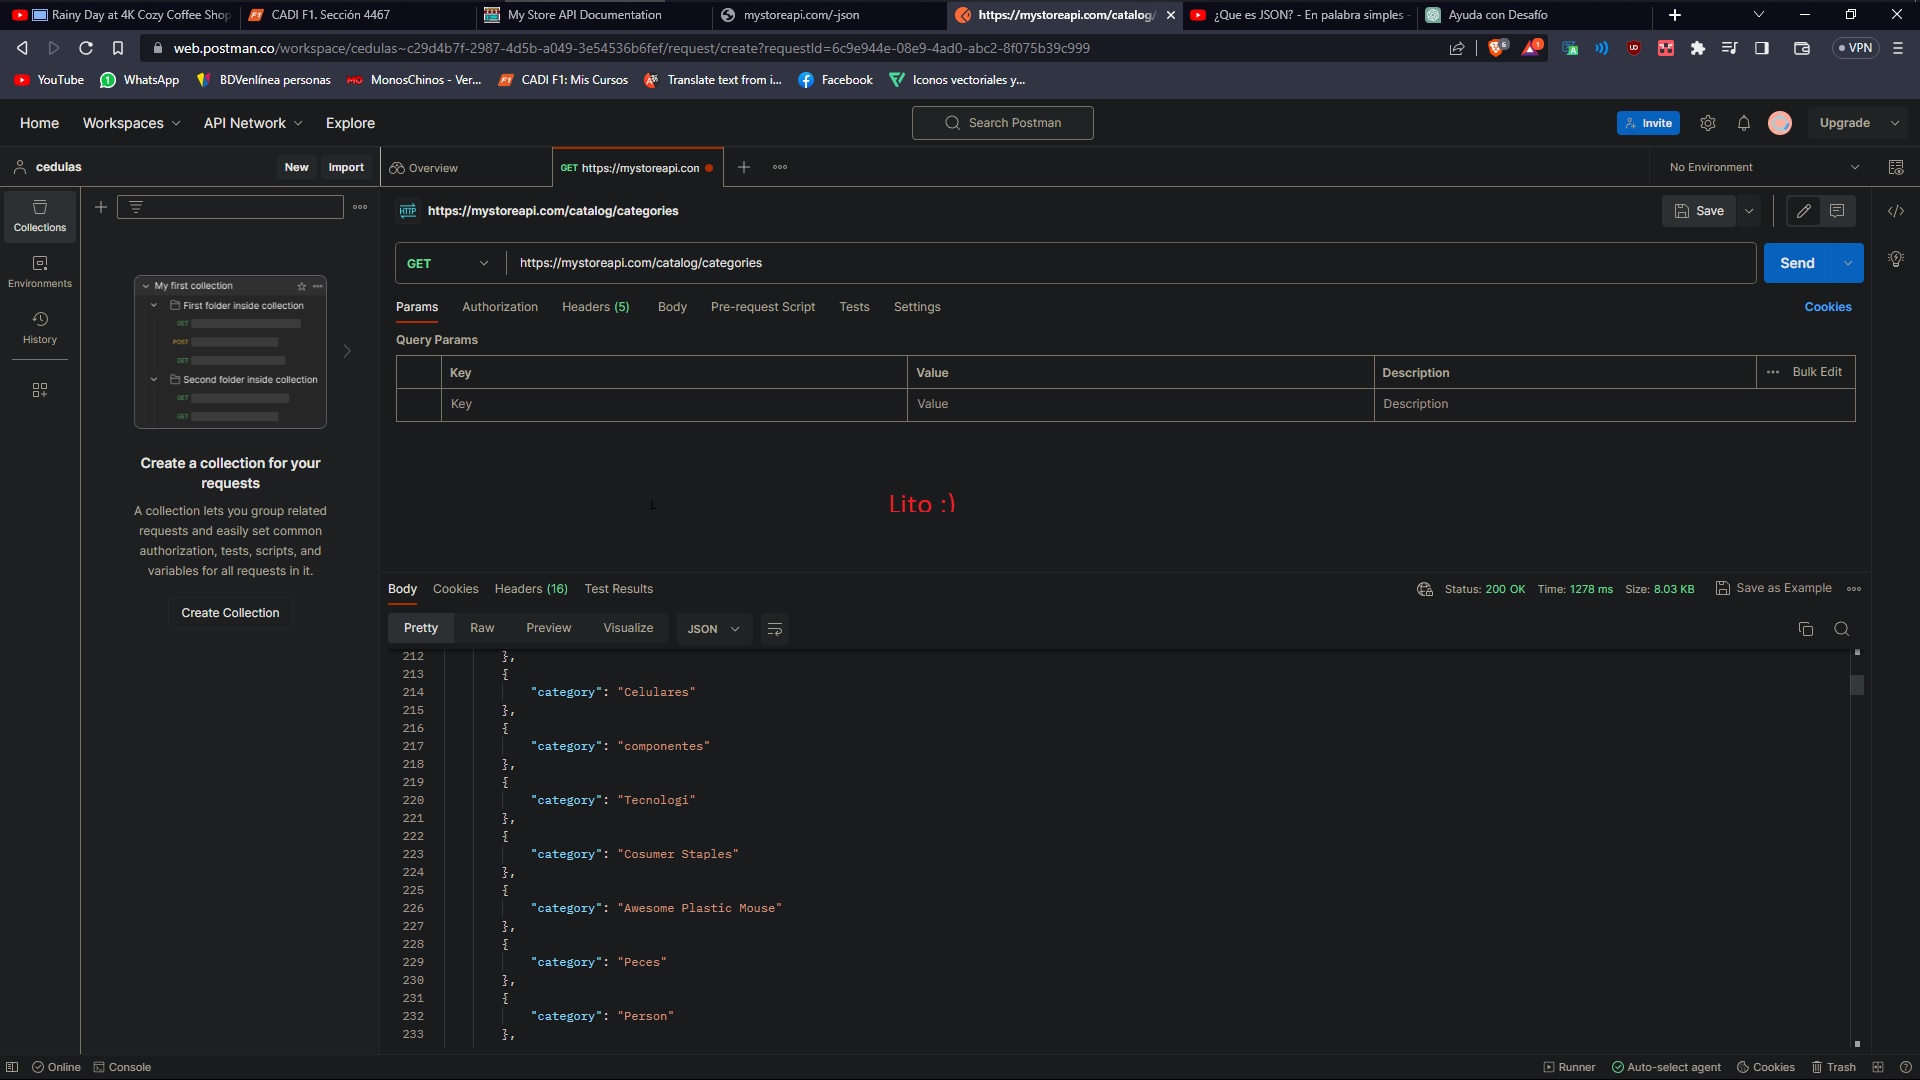 Rainy Day at 4K Cozy Coffee Shop
CADI F1. Sección 4467
My Store API Documentation
mystoreapi.com/-json
https://mystoreapi.com/catalog/
¿Que es JSON? - En palabra simples -
Ayuda con Desafío
web.postman.co/workspace/cedulas~c29d4b7f-2987-4d5b-a049-3e54536b6fef/request/create?requestId=6c9e944e-08e9-4ad0-abc2-8f075b39c999
VPN
YouTube
WhatsApp
BDVenlínea personas
MonosChinos - Ver...
CADI F1: Mis Cursos
Translate text from i...
Facebook
Iconos vectoriales y...
Home
Workspaces
API Network
Explore
Search Postman
Invite
Upgrade
cedulas
New
Import
Overview
GET https://mystoreapi.con
No Environment
Collections
Environments
History
HTTP https://mystoreapi.com/catalog/categories
Save
GET
https://mystoreapi.com/catalog/categories
Send
Params
Authorization
Headers (5)
Body
Pre-request Script
Tests
Settings
Cookies
Query Params
Key
Value
Description
Bulk Edit
Key
Value
Description
My first collection
First folder inside collection
GET
POST
GET
Second folder inside collection
GET
GET
Create a collection for your
requests
A collection lets you group related
requests and easily set common
authorization, tests, scripts, and
variables for all requests in it.
Create Collection
Lito :)
Body
Cookies
Headers (16)
Test Results
Status: 200 OK
Time: 1278 ms
Size: 8.03 KB
Save as Example
Pretty
Raw
Preview
Visualize
JSON
212 },
213 {
214 "category": "Celulares"
215 },
216 {
217 "category": "componentes"
218 },
219 {
220 "category": "Tecnologi"
221 },
222 {
223 "category": "Cosumer Staples"
224 },
225 {
226 "category": "Awesome Plastic Mouse"
227 },
228 {
229 "category": "Peces"
230 },
231 {
232 "category": "Person"
233 },
Online
Console
Runner
Auto-select agent
Cookies
Trash